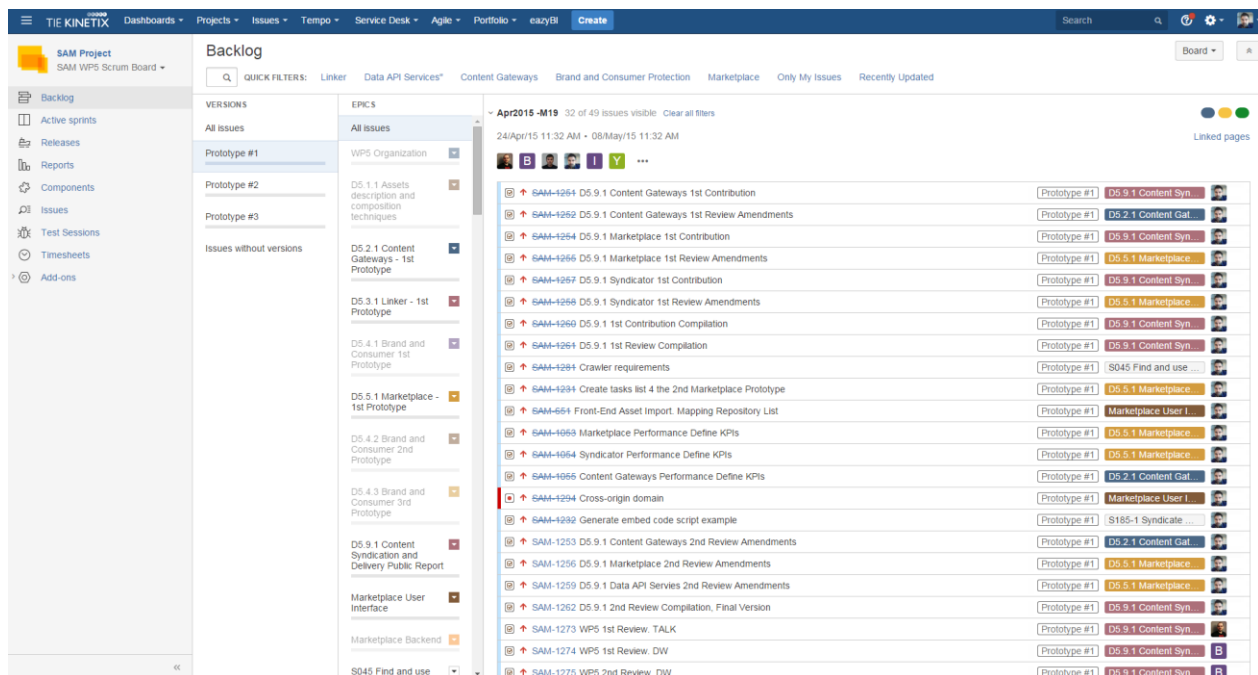 TIE KINETIX Dashboards Projects Issues Tempo Service Desk Agile Portfolio eazyBI Create Search
SAM Project
SAM WP5 Scrum Board
Backlog
Active sprints
Releases
Reports
Components
Issues
Test Sessions
Timesheets
Add-ons
Backlog
Board
QUICK FILTERS: Linker Data API Services" Content Gateways Brand and Consumer Protection Marketplace Only My Issues Recently Updated
VERSIONS
All issues
Prototype #1
Prototype #2
Prototype #3
Issues without versions
EPICS
All issues
WP5 Organization
D5.1.1 Assets
description and
composition
techniques
D5.2.1 Content
Gateways - 1st
Prototype
D5.3.1 Linker - 1st
Prototype
D5.4.1 Brand and
Consumer 1st
Prototype
D5.5.1 Marketplace -
1st Prototype
D5.4.2 Brand and
Consumer 2nd
Prototype
D5.4.3 Brand and
Consumer 3rd
Prototype
D5.9.1 Content
Syndication and
Delivery Public Report
Marketplace User
Interface
Marketplace Backend
S045 Find and use
Apr2015 -M19 32 of 49 issues visible Clear all filters
24/Apr/15 11:32 AM • 08/May/15 11:32 AM
Linked pages
B I Y ...
SAM-1251 D5.9.1 Content Gateways 1st Contribution Prototype #1 D5.9.1 Content Syn...
SAM-1252 D5.9.1 Content Gateways 1st Review Amendments Prototype #1 D5.2.1 Content Gat...
SAM-1254 D5.9.1 Marketplace 1st Contribution Prototype #1 D5.9.1 Content Syn...
SAM-1255 D5.9.1 Marketplace 1st Review Amendments Prototype #1 D5.5.1 Marketplace...
SAM-1257 D5.9.1 Syndicator 1st Contribution Prototype #1 D5.9.1 Content Syn...
SAM-1258 D5.9.1 Syndicator 1st Review Amendments Prototype #1 D5.5.1 Marketplace...
SAM-1260 D5.9.1 1st Contribution Compilation Prototype #1 D5.9.1 Content Syn...
SAM-1261 D5.9.1 1st Review Compilation Prototype #1 D5.9.1 Content Syn...
SAM-1281 Crawler requirements Prototype #1 S045 Find and use ...
SAM-1231 Create tasks list 4 the 2nd Marketplace Prototype Prototype #1 D5.5.1 Marketplace...
SAM-651 Front-End Asset Import. Mapping Repository List Prototype #1 Marketplace User I...
SAM-1053 Marketplace Performance Define KPIs Prototype #1 D5.5.1 Marketplace...
SAM-1054 Syndicator Performance Define KPIs Prototype #1 D5.5.1 Marketplace...
SAM-1055 Content Gateways Performance Define KPIs Prototype #1 D5.2.1 Content Gat...
SAM-1294 Cross-origin domain Prototype #1 Marketplace User I...
SAM-1232 Generate embed code script example Prototype #1 S185-1 Syndicate ...
SAM-1253 D5.9.1 Content Gateways 2nd Review Amendments Prototype #1 D5.2.1 Content Gat...
SAM-1256 D5.9.1 Marketplace 2nd Review Amendments Prototype #1 D5.5.1 Marketplace...
SAM-1259 D5.9.1 Data API Servies 2nd Review Amendments Prototype #1 D5.5.1 Marketplace...
SAM-1262 D5.9.1 2nd Review Compilation, Final Version Prototype #1 D5.9.1 Content Syn...
SAM-1273 WP5 1st Review. TALK Prototype #1 D5.9.1 Content Syn...
SAM-1274 WP5 1st Review. DW Prototype #1 D5.9.1 Content Syn... B
SAM-1275 WP5 2nd Review. DW Prototype #1 D5.9.1 Content Syn... B